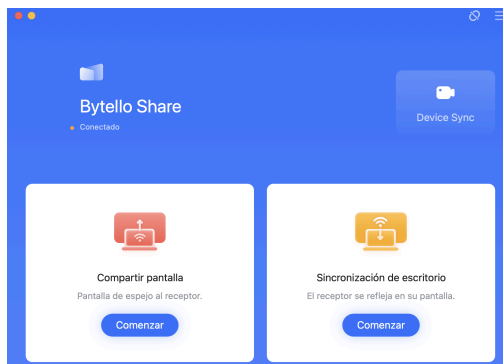 Bytello Share
Conectado
Device Sync
Compartir pantalla
Pantalla de espejo al receptor.
Comenzar
Sincronización de escritorio
El receptor se refleja en su pantalla.
Comenzar